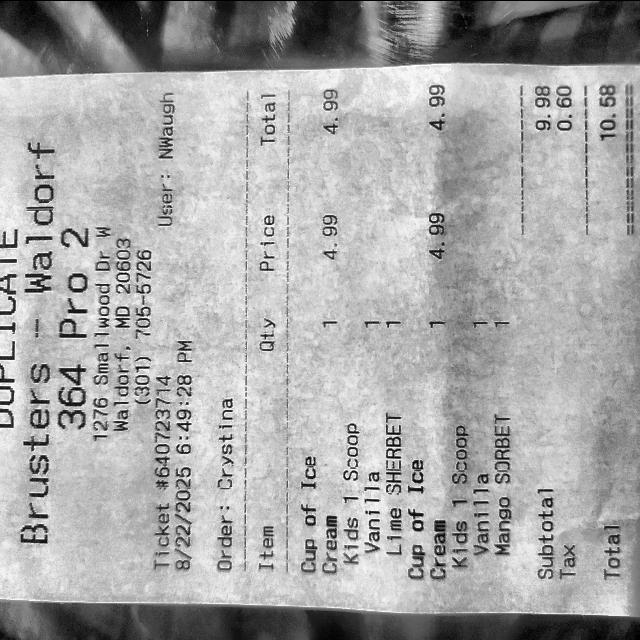 DUPLICATE
Brusters - Waldorf
364 Pro 2
1276 Smallwood Dr W
Waldorf, MD 20603
(301) 705-5726
Ticket #640723714
8/22/2025 6:49:28 PM User: NWaugh
Order: Crystina
Item Qty Price Total
Cup of Ice
Cream 1 4.99 4.99
Kids 1 Scoop
Vanilla 1
Lime SHERBET 1
Cup of Ice
Cream 1 4.99 4.99
Kids 1 Scoop
Vanilla 1
Mango SORBET 1
Subtotal 9.98
Tax 0.60
Total 10.58